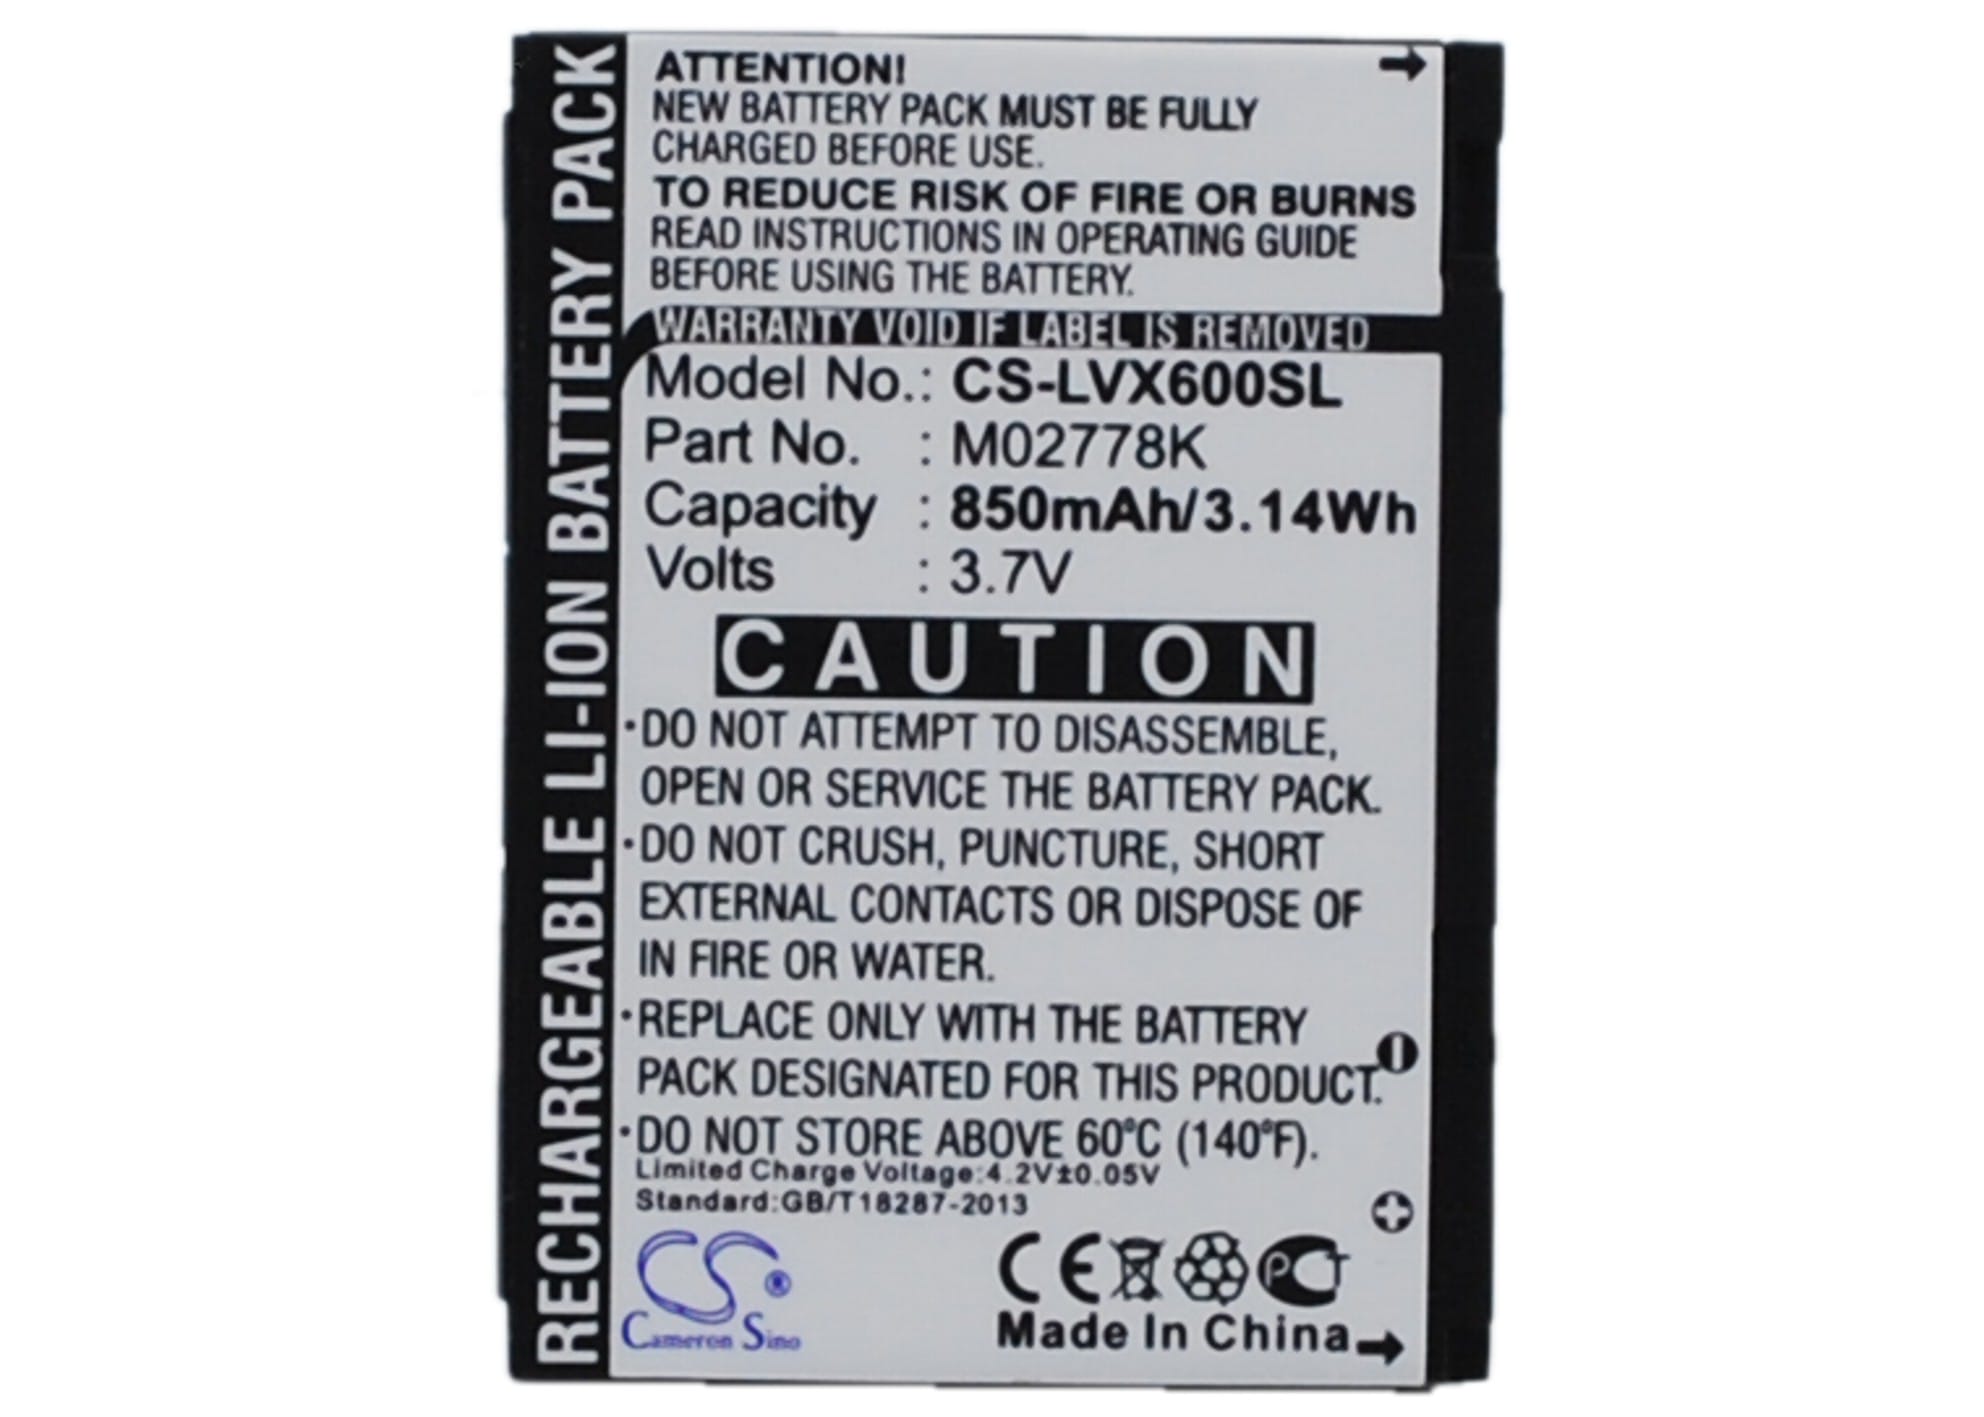 RECHARGEABLE LI-ION BATTERY PACK
ATTENTION!
NEW BATTERY PACK MUST BE FULLY
CHARGED BEFORE USE.
TO REDUCE RISK OF FIRE OR BURNS
READ INSTRUCTIONS IN OPERATING GUIDE
BEFORE USING THE BATTERY.
WARRANTY VOID IF LABEL IS REMOVED
Model No.: CS-LVX600SL
Part No. : M02778K
Capacity : 850mAh/3.14Wh
Volts : 3.7V
CAUTION
·DO NOT ATTEMPT TO DISASSEMBLE,
OPEN OR SERVICE THE BATTERY PACK.
·DO NOT CRUSH, PUNCTURE, SHORT
EXTERNAL CONTACTS OR DISPOSE OF
IN FIRE OR WATER.
·REPLACE ONLY WITH THE BATTERY
PACK DESIGNATED FOR THIS PRODUCT.
·DO NOT STORE ABOVE 60°C (140°F).
Limited Charge Voltage:4.2V±0.05V
Standard:GB/T18287-2013
CS®
Cameron Sino
CE PCT
Made In China